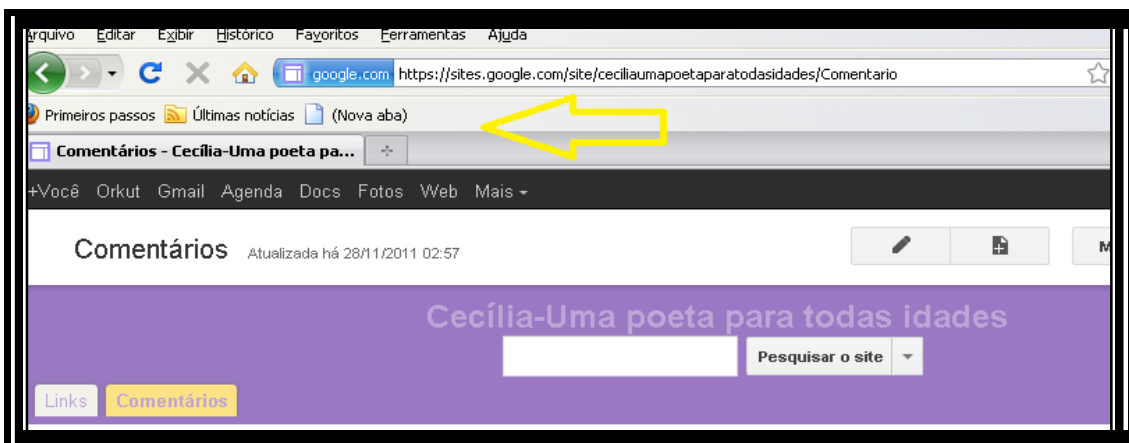 Arquivo Editar Exibir Histórico Favoritos Ferramentas Ajuda
google.com https://sites.google.com/site/ceciliaumapoetaparatodasidades/Comentario
Primeiros passos Últimas notícias (Nova aba)
Comentários - Cecília-Uma poeta pa...
+Você Orkut Gmail Agenda Docs Fotos Web Mais
Comentários Atualizada há 28/11/2011 02:57 M
Cecília-Uma poeta para todas idades
Pesquisar o site
Links Comentários